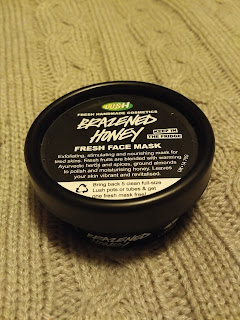 LUSH
FRESH HANDMADE COSMETICS
BRAZENED
HONEY
KEEP IN
THE FRIDGE
FRESH FACE MASK
Exfoliating, stimulating and nourishing mask for
tired skins. Fresh fruits are blended with warming
Ayurvedic herbs and spices, ground almonds
to polish and moisturising honey. Leaves
your skin vibrant and revitalised.
Bring back 5 clean full-size
Lush pots or tubes & get
one fresh mask free!
BRAZENED
HONEY